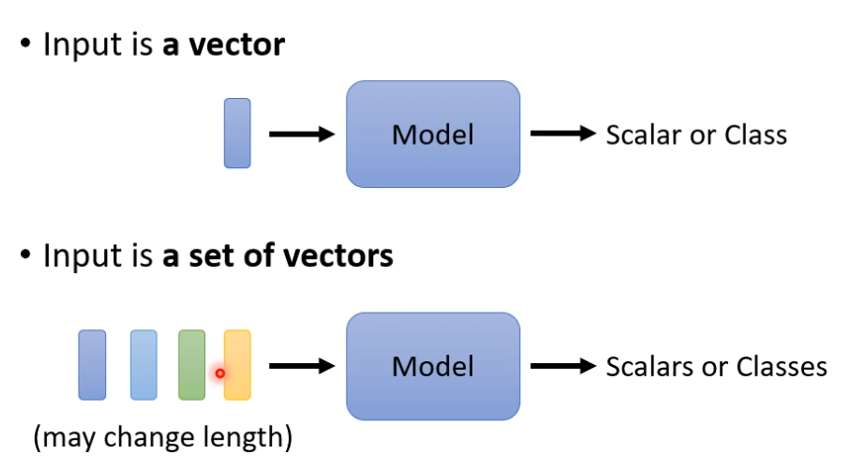 • Input is a vector
Model
Scalar or Class
• Input is a set of vectors
Model
Scalars or Classes
(may change length)